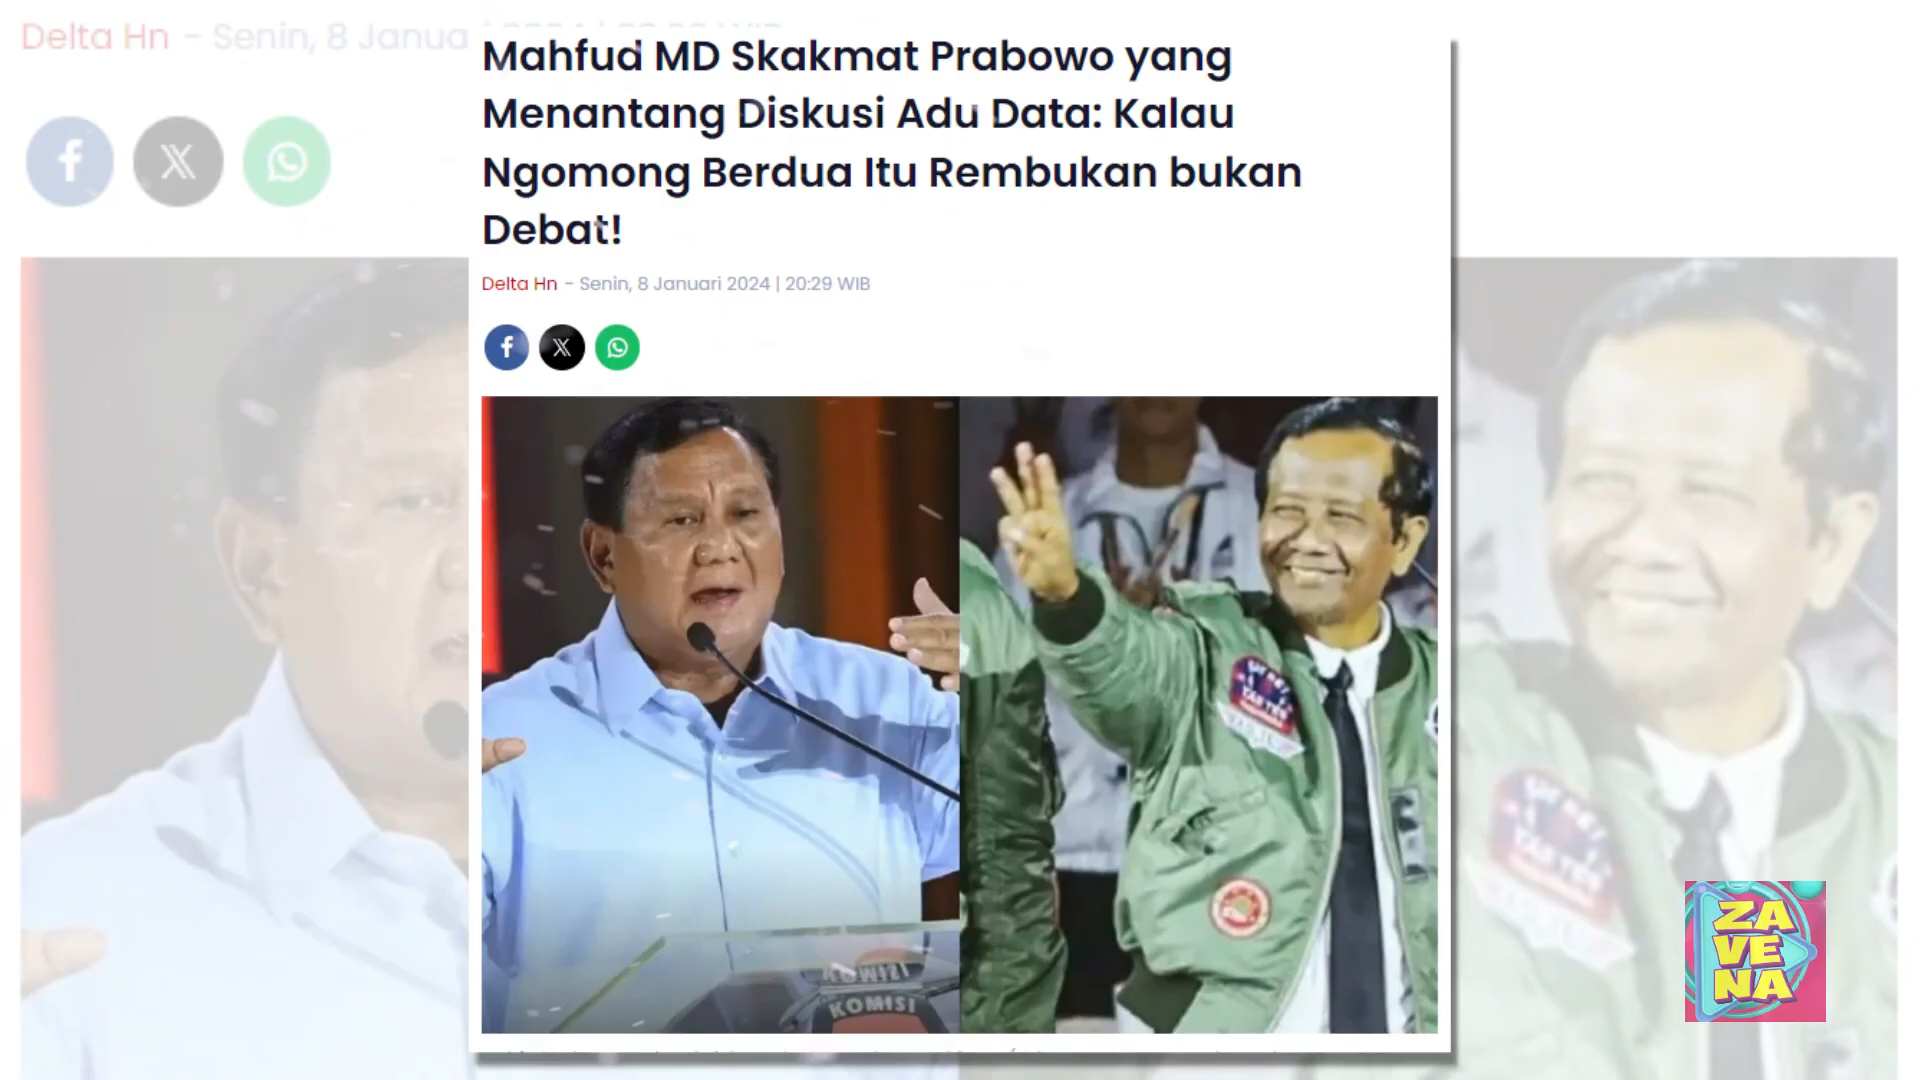 Delta Hn - Senin, 8 Janua
Mahfud MD Skakmat Prabowo yang
Menantang Diskusi Adu Data: Kalau
Ngomong Berdua Itu Rembukan bukan
Debat!
Delta Hn - Senin, 8 Januari 2024 | 20:29 WIB
KOMISI
ZA
VE
NA